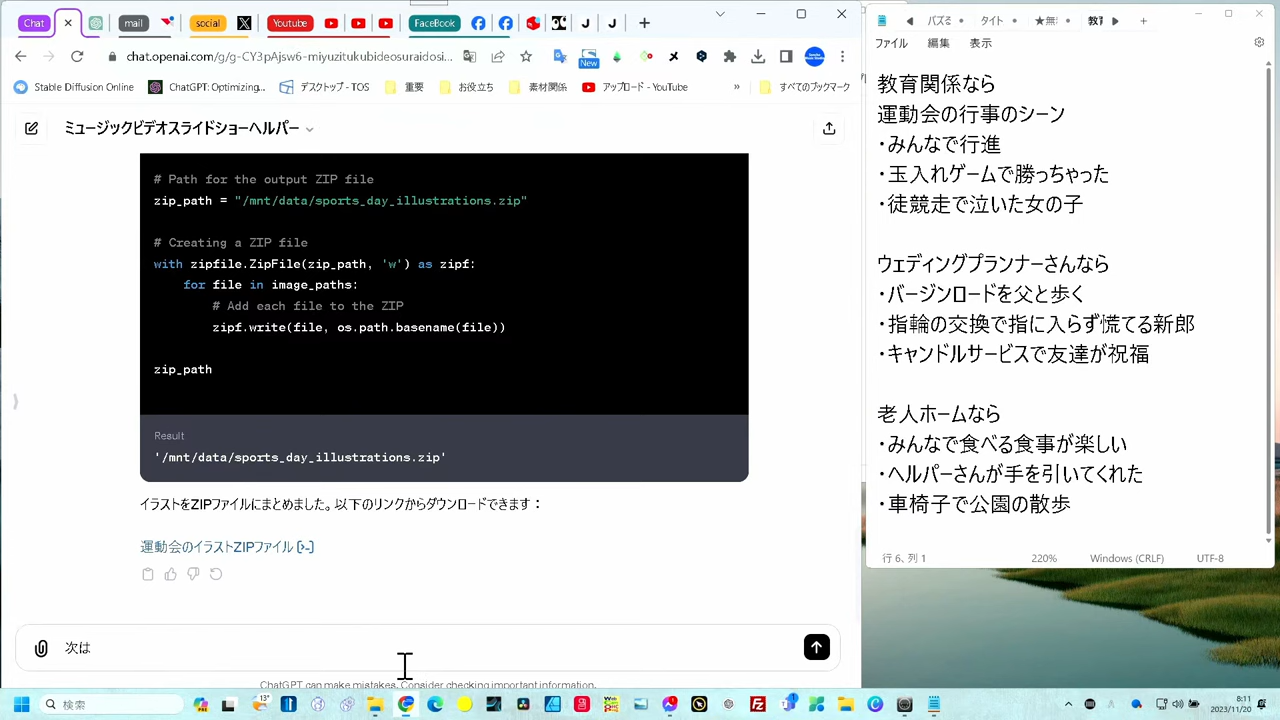 Chat
mail
social
Youtube
FaceBook
chat.openai.com/g/g-CY3pAjsw6-miyuzitukubideosuraidosi...
New
Stable Diffusion Online
ChatGPT: Optimizing...
デスクトップ - TOS
重要
お役立ち
素材関係
アップロード - YouTube
»
すべてのブックマーク
ミュージックビデオスライドショーヘルパー
# Path for the output ZIP file
zip_path = "/mnt/data/sports_day_illustrations.zip"
# Creating a ZIP file
with zipfile.ZipFile(zip_path, 'w') as zipf:
for file in image_paths:
# Add each file to the ZIP
zipf.write(file, os.path.basename(file))
zip_path
Result
'/mnt/data/sports_day_illustrations.zip'
イラストをZIPファイルにまとめました。以下のリンクからダウンロードできます：
運動会のイラストZIPファイル [>-]
次は
ChatGPT can make mistakes. Consider checking important information.
バズる
タイト
★無
教育
ファイル 編集 表示
教育関係なら
運動会の行事のシーン
・みんなで行進
・玉入れゲームで勝っちゃった
・徒競走で泣いた女の子
ウェディングプランナーさんなら
・バージンロードを父と歩く
・指輪の交換で指に入らず慌てる新郎
・キャンドルサービスで友達が祝福
老人ホームなら
・みんなで食べる食事が楽しい
・ヘルパーさんが手を引いてくれた
・車椅子で公園の散歩
行 6、列 1 220% Windows (CRLF) UTF-8
検索
13°
8:11
2023/11/20